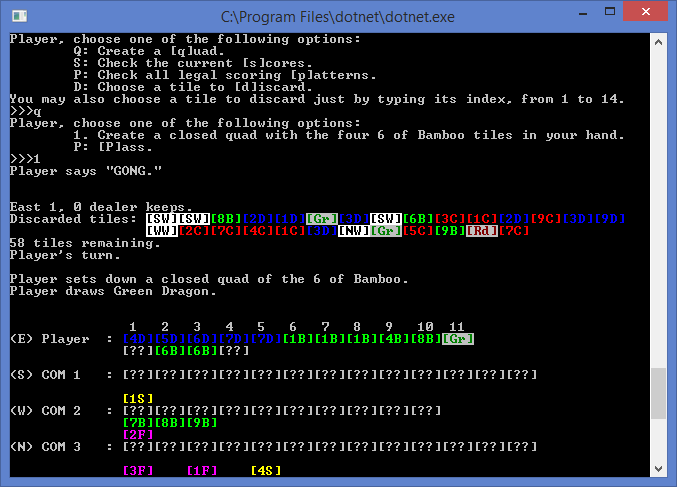 C:\Program Files\dotnet\dotnet.exe
Player, choose one of the following options:
Q: Create a [q]uad.
S: Check the current [s]cores.
P: Check all legal scoring [p]atterns.
D: Choose a tile to [d]iscard.
You may also choose a tile to discard just by typing its index, from 1 to 14.
>>>q
Player, choose one of the following options:
1. Create a closed quad with the four 6 of Bamboo tiles in your hand.
P: [P]ass.
>>>1
Player says "GONG."
East 1, 0 dealer keeps.
Discarded tiles: [SW][SW][8B][2D][1D][Gr][3D][SW][6B][3C][1C][2D][9C][3D][9D]
[WW][2C][7C][4C][1C][3D][NW][Gr][5C][9B][Rd][7C]
58 tiles remaining.
Player's turn.
Player sets down a closed quad of the 6 of Bamboo.
Player draws Green Dragon.
1 2 3 4 5 6 7 8 9 10 11
(E) Player : [4D][5D][6D][7D][7D][1B][1B][1B][4B][8B][Gr]
[??][6B][6B][??]
(S) COM 1 : [??][??][??][??][??][??][??][??][??][??][??][??][??]
[1S]
(W) COM 2 : [??][??][??][??][??][??][??][??][??][??]
[7B][8B][9B]
[2F]
(N) COM 3 : [??][??][??][??][??][??][??][??][??][??][??][??][??]
[3F] [1F] [4S]